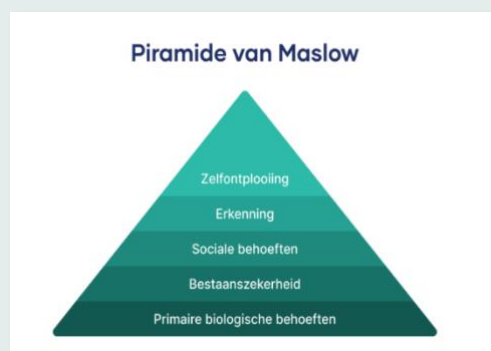 Piramide van Maslow
Zelfontplooiing
Erkenning
Sociale behoeften
Bestaanszekerheid
Primaire biologische behoeften